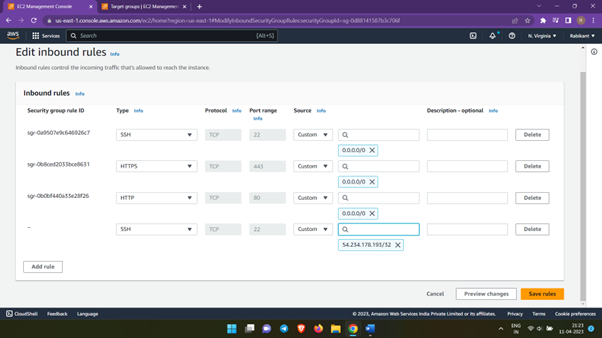 EC2 Management Console
Target groups | EC2 Managemen
us-east-1.console.aws.amazon.com/ec2/home?region=us-east-1#ModifyInboundSecurityGroupRules:securityGroupId=sg-0d881415b7b3c706f
aws Services Search [Alt+S] N. Virginia Rabikant
Edit inbound rules Info
Inbound rules control the incoming traffic that's allowed to reach the instance.
Inbound rules Info
Security group rule ID Type Info Protocol Info Port range Info Source Info Description - optional Info
sgr-0a9507e9c646926c7 SSH TCP 22 Custom Delete
0.0.0.0/0
sgr-0b8ced2033bce8631 HTTPS TCP 443 Custom Delete
0.0.0.0/0
sgr-0b0bf440a33e28f26 HTTP TCP 80 Custom Delete
0.0.0.0/0
– SSH TCP 22 Custom Delete
54.234.178.193/32
Add rule
Cancel Preview changes Save rules
CloudShell Feedback Language © 2023, Amazon Web Services India Private Limited or its affiliates. Privacy Terms Cookie preferences
ENG 21:23
IN 11-04-2023